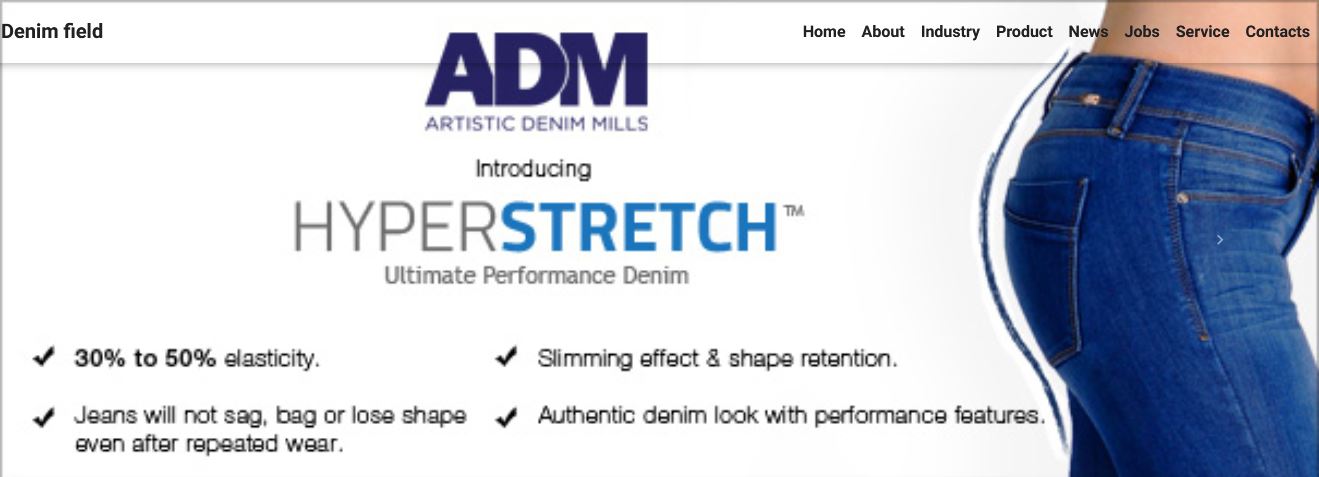 Denim field
Home About Industry Product News Jobs Service Contacts
ADM
ARTISTIC DENIM MILLS
Introducing
HYPERSTRETCH™
Ultimate Performance Denim
30% to 50% elasticity.
Slimming effect & shape retention.
Jeans will not sag, bag or lose shape
even after repeated wear.
Authentic denim look with performance features.